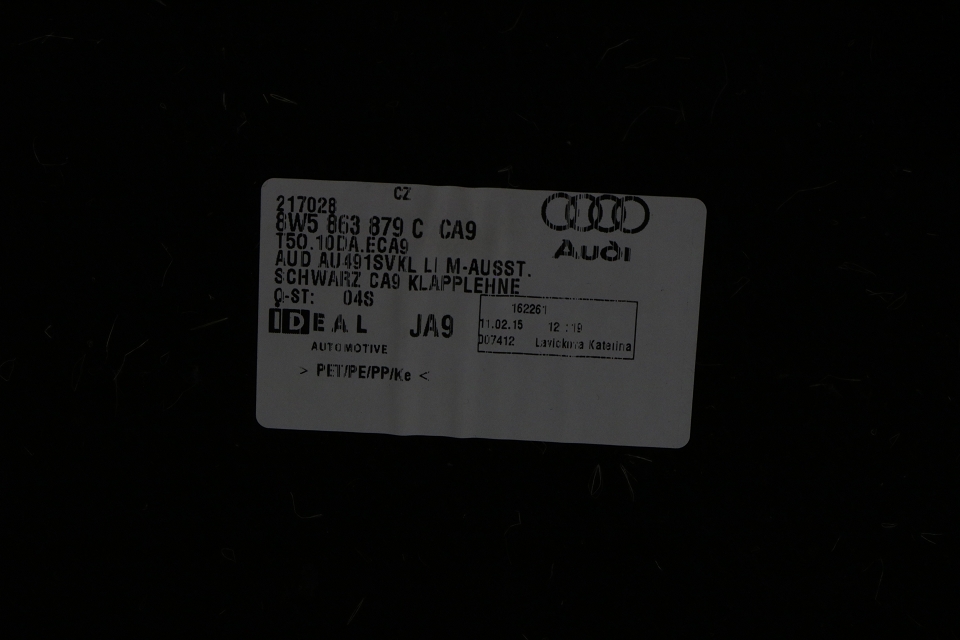 CZ
217028
8W5 863 879 C CA9
T50.10DA.ECA9
AUD AU491SVKL LI M-AUSST.
SCHWARZ CA9 KLAPPLEHNE
Q-ST: 04S
IDEAL
AUTOMOTIVE
JA9
> PET/PE/PP/Ke <
Audi
162261
11.02.15 12:19
007412 Lavickova Katerina